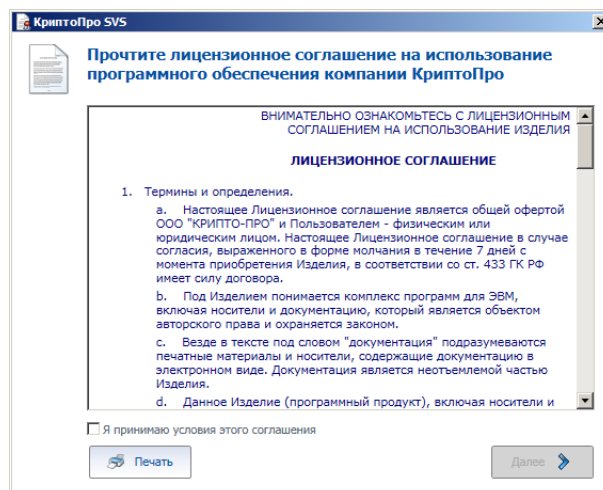 КриптоПро SVS
Прочтите лицензионное соглашение на использование
программного обеспечения компании КриптоПро
ВНИМАТЕЛЬНО ОЗНАКОМЬТЕСЬ С ЛИЦЕНЗИОННЫМ
СОГЛАШЕНИЕМ НА ИСПОЛЬЗОВАНИЕ ИЗДЕЛИЯ
ЛИЦЕНЗИОННОЕ СОГЛАШЕНИЕ
1. Термины и определения.
a. Настоящее Лицензионное соглашение является общей офертой
ООО "КРИПТО-ПРО" и Пользователем - физическим или
юридическим лицом. Настоящее Лицензионное соглашение в случае
согласия, выраженного в форме молчания в течение 7 дней с
момента приобретения Изделия, в соответствии со ст. 433 ГК РФ
имеет силу договора.
b. Под Изделием понимается комплекс программ для ЭВМ,
включая носители и документацию, который является объектом
авторского права и охраняется законом.
c. Везде в тексте под словом "документация" подразумеваются
печатные материалы и носители, содержащие документацию в
электронном виде. Документация является неотъемлемой частью
Изделия.
d. Данное Изделие (программный продукт), включая носители и
Я принимаю условия этого соглашения
Печать
Далее